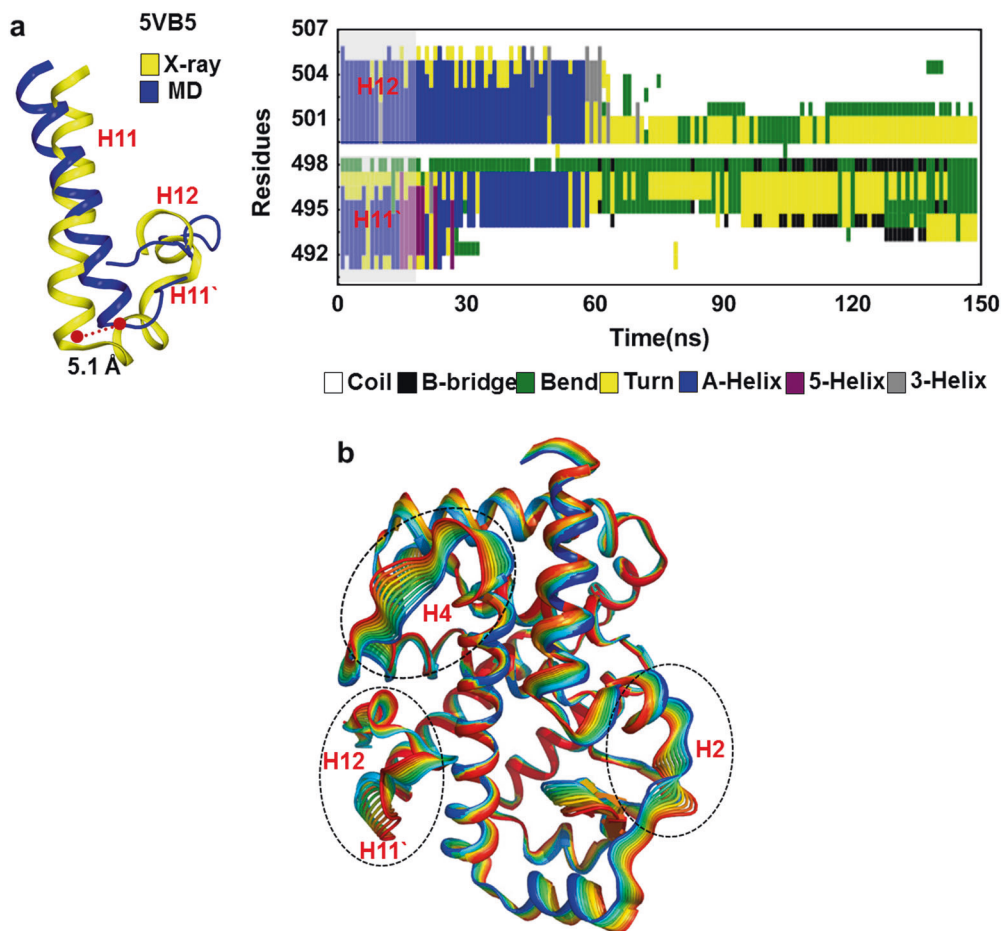 a
5VB5
X-ray
MD
H11
H12
H11`
5.1 Å
Residues
507
504
501
498
495
492
H12
H11`
0 30 60 90 120 150
Time(ns)
Coil B-bridge Bend Turn A-Helix 5-Helix 3-Helix
b
H4
H12
H2
H11`